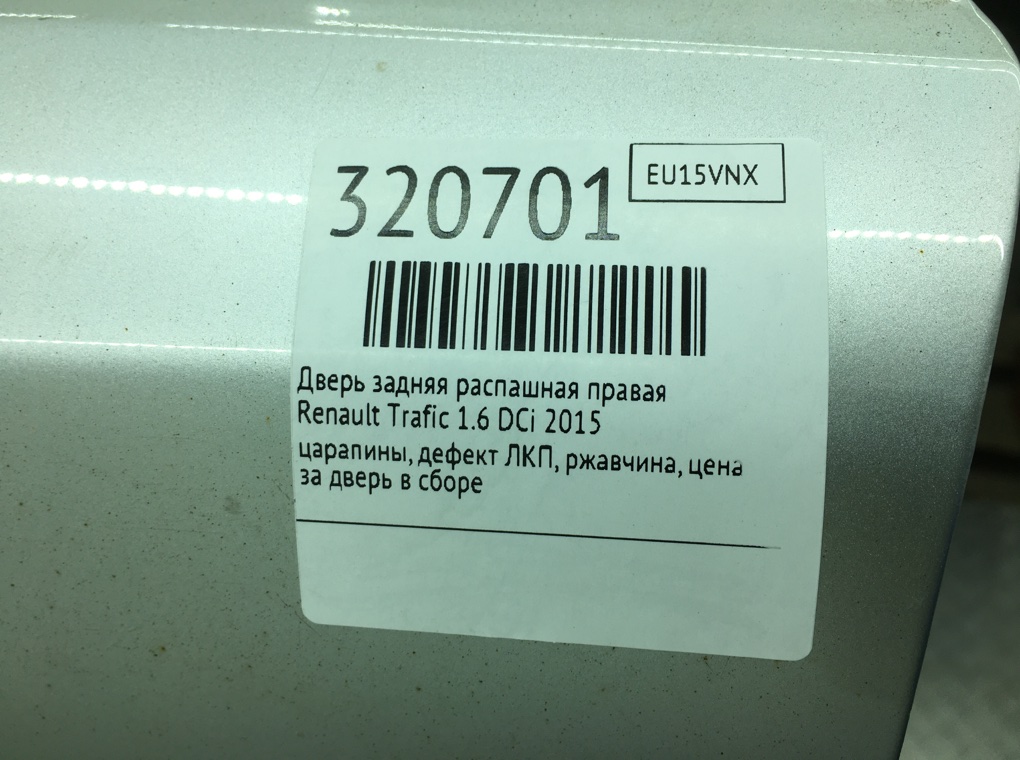 320701
EU15VNX
Дверь задняя распашная правая
Renault Trafic 1.6 DCi 2015
царапины, дефект ЛКП, ржавчина, цена
за дверь в сборе